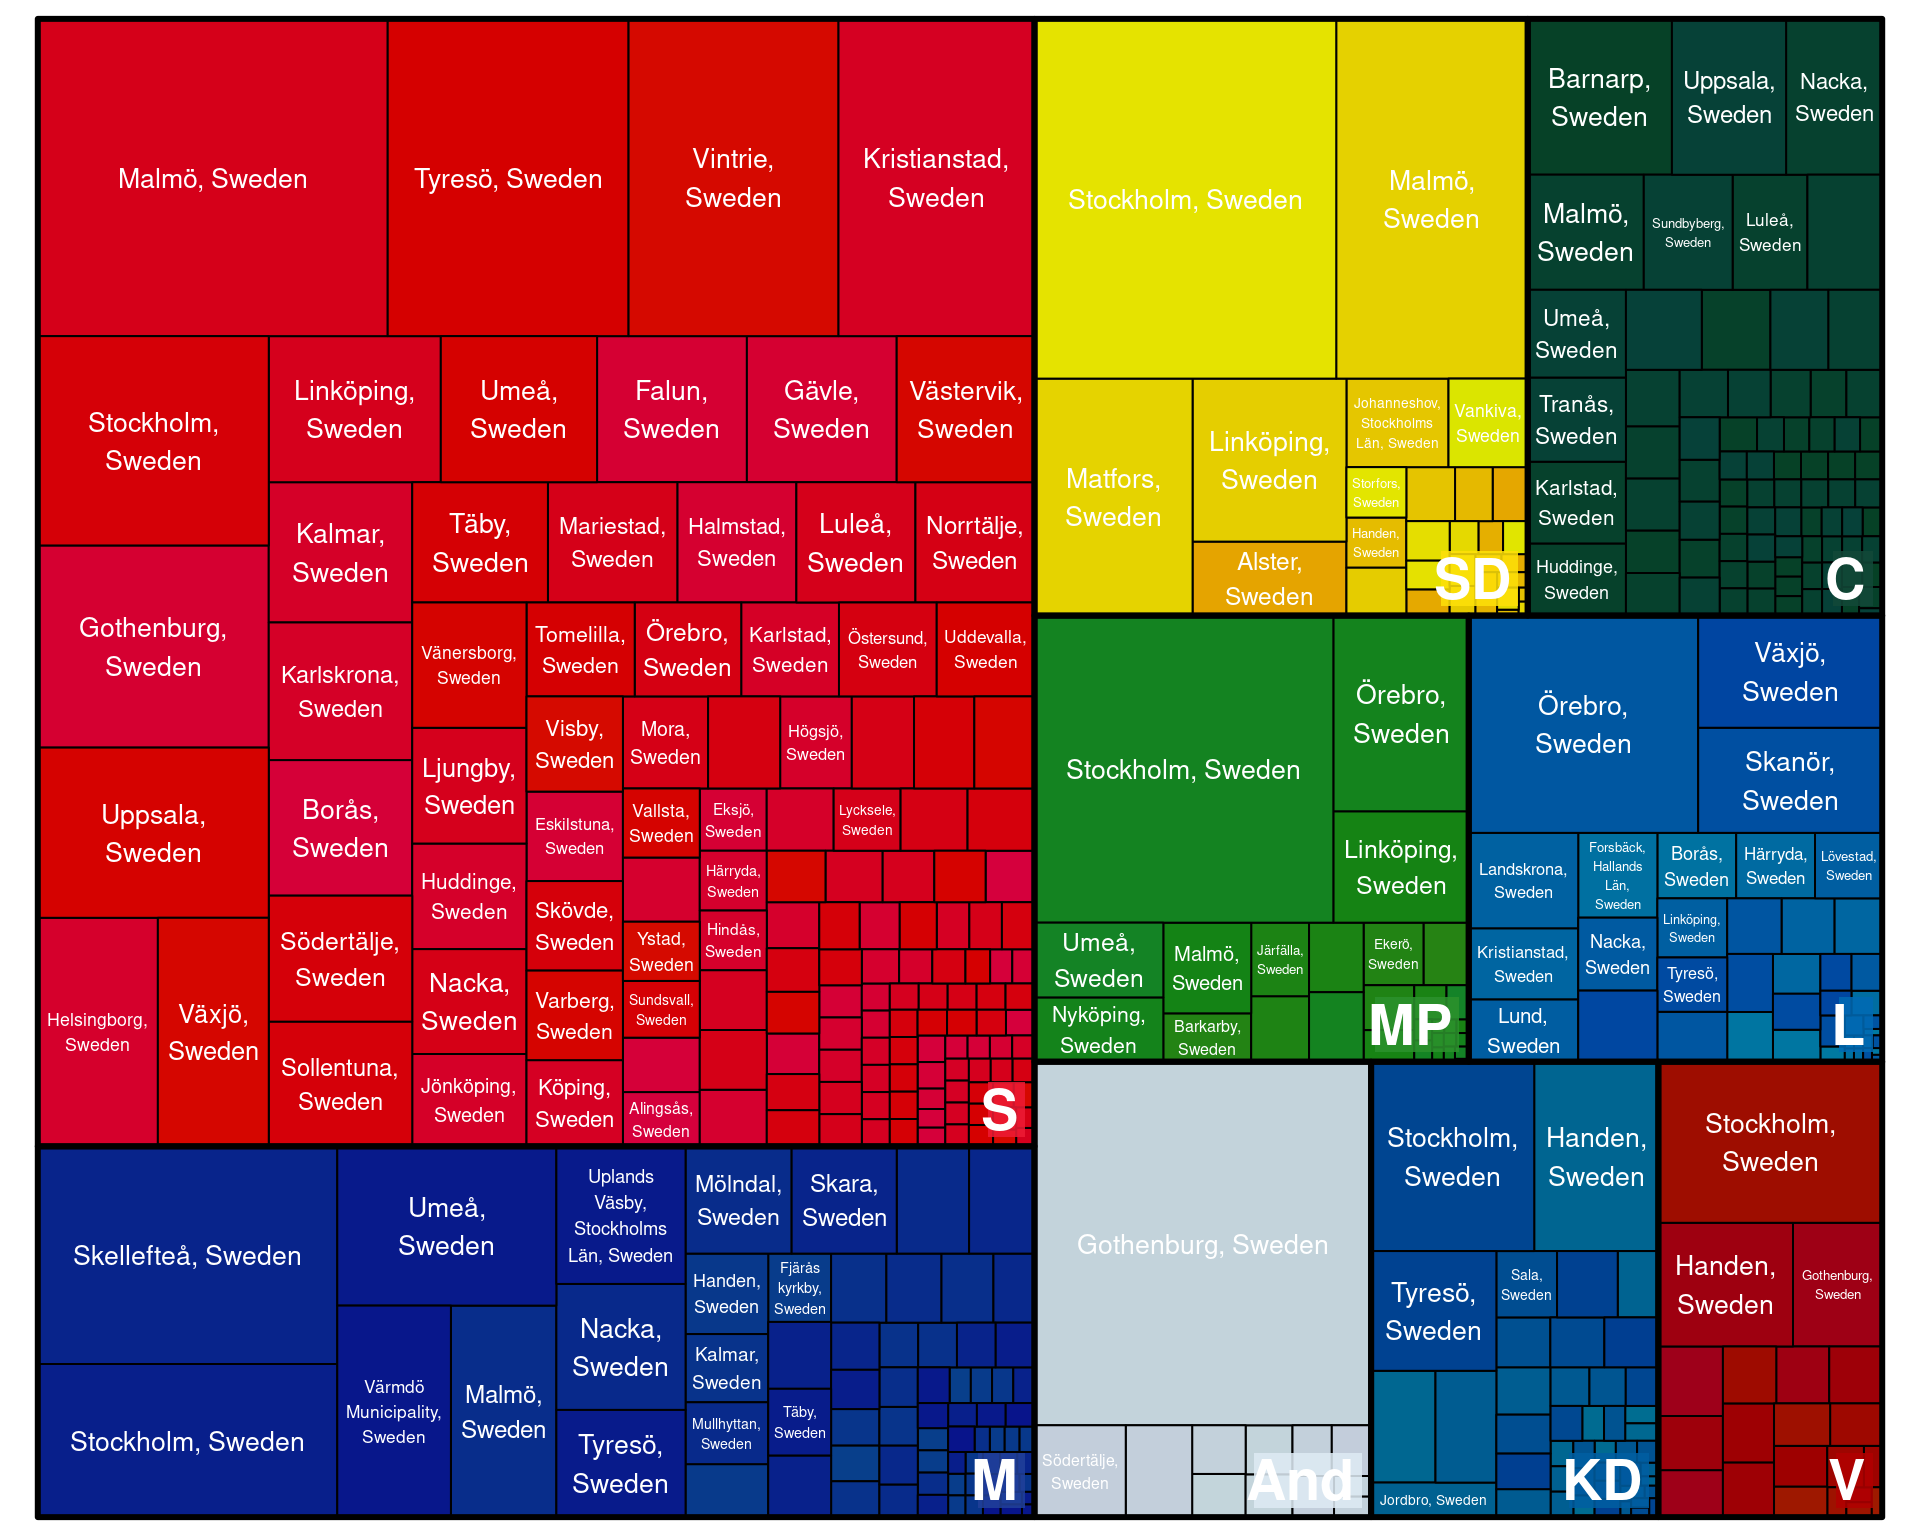 Malmö, Sweden
Tyresö, Sweden
Vintrie,
Sweden
Kristianstad,
Sweden
Stockholm,
Sweden
Linköping,
Sweden
Umeå,
Sweden
Falun,
Sweden
Gävle,
Sweden
Västervik,
Sweden
Gothenburg,
Sweden
Kalmar,
Sweden
Täby,
Sweden
Mariestad,
Sweden
Halmstad,
Sweden
Luleå,
Sweden
Norrtälje,
Sweden
Karlskrona,
Sweden
Vänersborg,
Sweden
Tomelilla,
Sweden
Örebro,
Sweden
Karlstad,
Sweden
Östersund,
Sweden
Uddevalla,
Sweden
Uppsala,
Sweden
Borås,
Sweden
Ljungby,
Sweden
Visby,
Sweden
Mora,
Sweden
Högsjö,
Sweden
Eskilstuna,
Sweden
Vallsta,
Sweden
Eksjö,
Sweden
Lycksele,
Sweden
Huddinge,
Sweden
Härryda,
Sweden
Helsingborg,
Sweden
Växjö,
Sweden
Södertälje,
Sweden
Skövde,
Sweden
Ystad,
Sweden
Hindås,
Sweden
Nacka,
Sweden
Varberg,
Sweden
Sundsvall,
Sweden
Sollentuna,
Sweden
Jönköping,
Sweden
Köping,
Sweden
Alingsås,
Sweden
S
Skellefteå, Sweden
Stockholm, Sweden
Umeå,
Sweden
Värmdö
Municipality,
Sweden
Malmö,
Sweden
Uplands
Väsby,
Stockholms
Län, Sweden
Nacka,
Sweden
Tyresö,
Sweden
Mölndal,
Sweden
Skara,
Sweden
Handen,
Sweden
Fjärås
kyrkby,
Sweden
Kalmar,
Sweden
Mullhyttan,
Sweden
Täby,
Sweden
M
Stockholm, Sweden
Malmö,
Sweden
Matfors,
Sweden
Linköping,
Sweden
Alster,
Sweden
Johanneshov,
Stockholms
Län, Sweden
Vankiva,
Sweden
Storfors,
Sweden
Handen,
Sweden
SD
Barnarp,
Sweden
Uppsala,
Sweden
Nacka,
Sweden
Malmö,
Sweden
Sundbyberg,
Sweden
Luleå,
Sweden
Umeå,
Sweden
Tranås,
Sweden
Karlstad,
Sweden
Huddinge,
Sweden
C
Stockholm, Sweden
Örebro,
Sweden
Linköping,
Sweden
Umeå,
Sweden
Nyköping,
Sweden
Malmö,
Sweden
Barkarby,
Sweden
Järfälla,
Sweden
Ekerö,
Sweden
MP
Örebro,
Sweden
Växjö,
Sweden
Skanör,
Sweden
Landskrona,
Sweden
Kristianstad,
Sweden
Lund,
Sweden
Forsbäck,
Hallands
Län,
Sweden
Nacka,
Sweden
Borås,
Sweden
Härryda,
Sweden
Lövestad,
Sweden
Linköping,
Sweden
Tyresö,
Sweden
L
Gothenburg, Sweden
Södertälje,
Sweden
And
Stockholm,
Sweden
Handen,
Sweden
Tyresö,
Sweden
Sala,
Sweden
Jordbro, Sweden
KD
Stockholm,
Sweden
Handen,
Sweden
Gothenburg,
Sweden
V